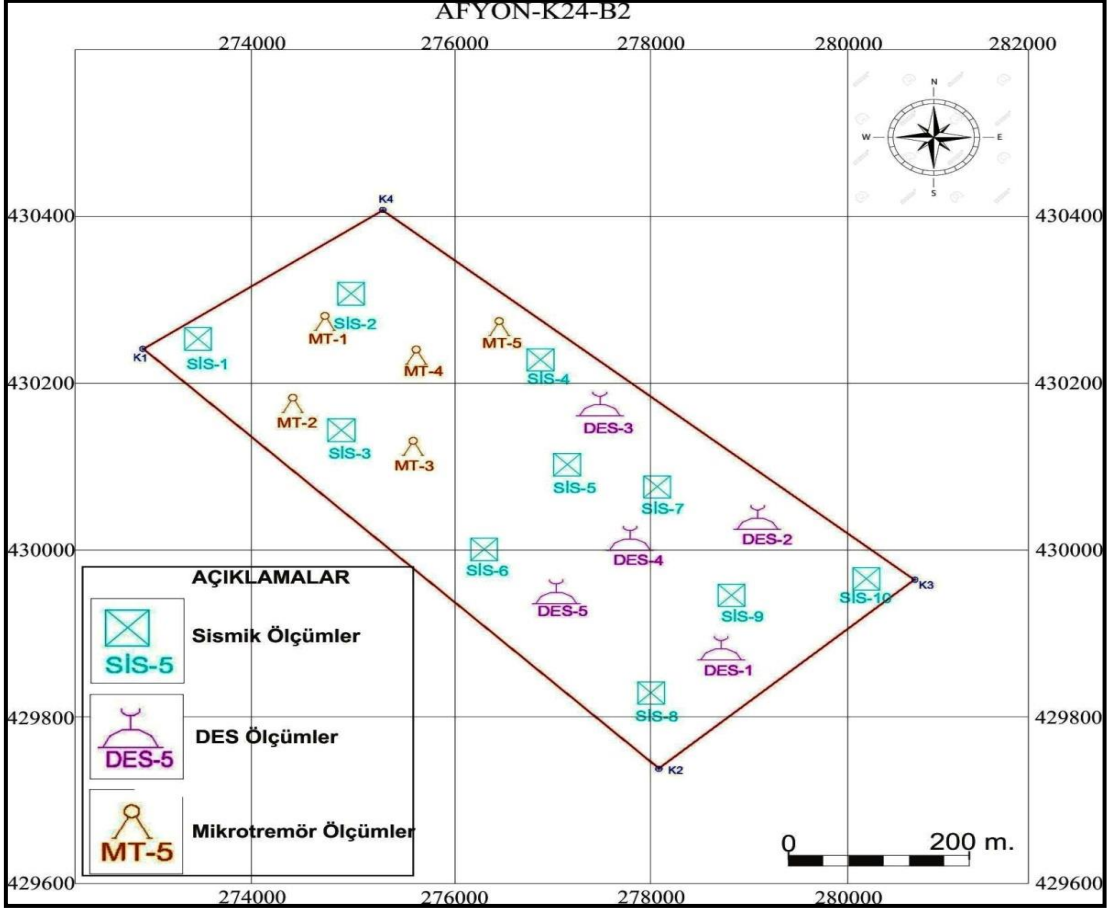 AFYON-K24-B2
274000 276000 278000 280000 282000
N
W E
S
K4
430400 430400
SİS-2
MT-1
MT-5
K1
SİS-1
MT-4
SİS-4
430200 430200
MT-2
DES-3
SİS-3
MT-3
SİS-5
SİS-7
DES-2
430000 430000
DES-4
SİS-6
K3
SİS-10
DES-5
SİS-9
DES-1
SİS-8
429800 429800
K2
AÇIKLAMALAR
SİS-5 Sismik Ölçümler
DES-5 DES Ölçümler
MT-5 Mikrotremör Ölçümler
0 200 m.
429600 429600
274000 276000 278000 280000